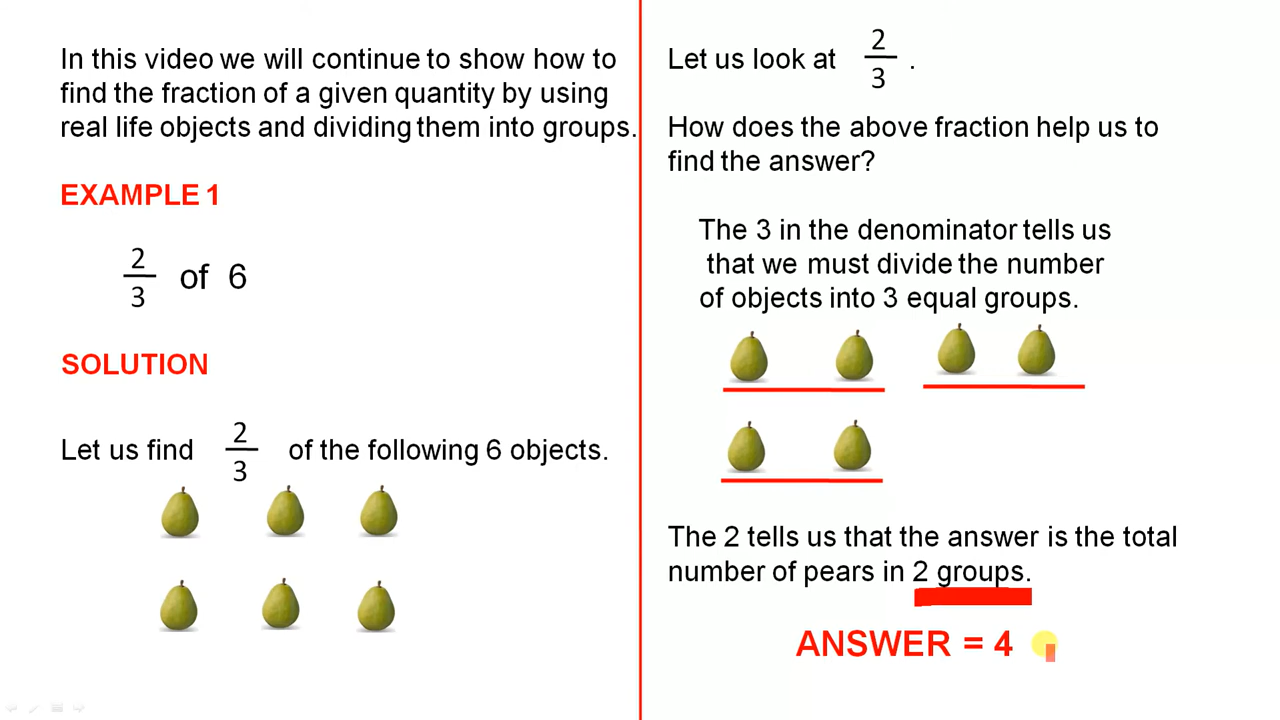 In this video we will continue to show how to
find the fraction of a given quantity by using
real life objects and dividing them into groups.
EXAMPLE 1
2
3
of 6
SOLUTION
Let us find 2/3 of the following 6 objects.
Let us look at 2/3 .
How does the above fraction help us to
find the answer?
The 3 in the denominator tells us
that we must divide the number
of objects into 3 equal groups.
The 2 tells us that the answer is the total
number of pears in 2 groups.
ANSWER = 4